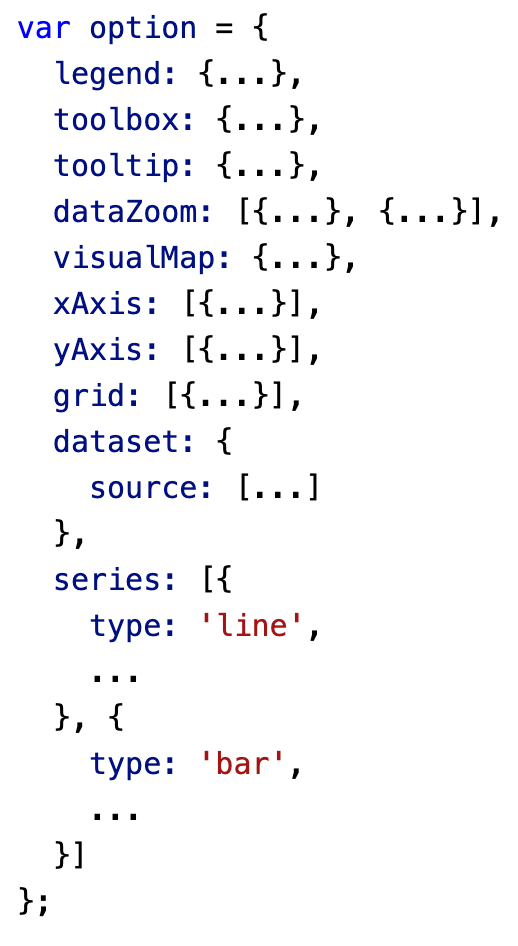 var option = {
  legend: {...},
  toolbox: {...},
  tooltip: {...},
  dataZoom: [{...}, {...}],
  visualMap: {...},
  xAxis: [{...}],
  yAxis: [{...}],
  grid: [{...}],
  dataset: {
    source: [...]
  },
  series: [{
    type: 'line',
    ...
  }, {
    type: 'bar',
    ...
  }]
};